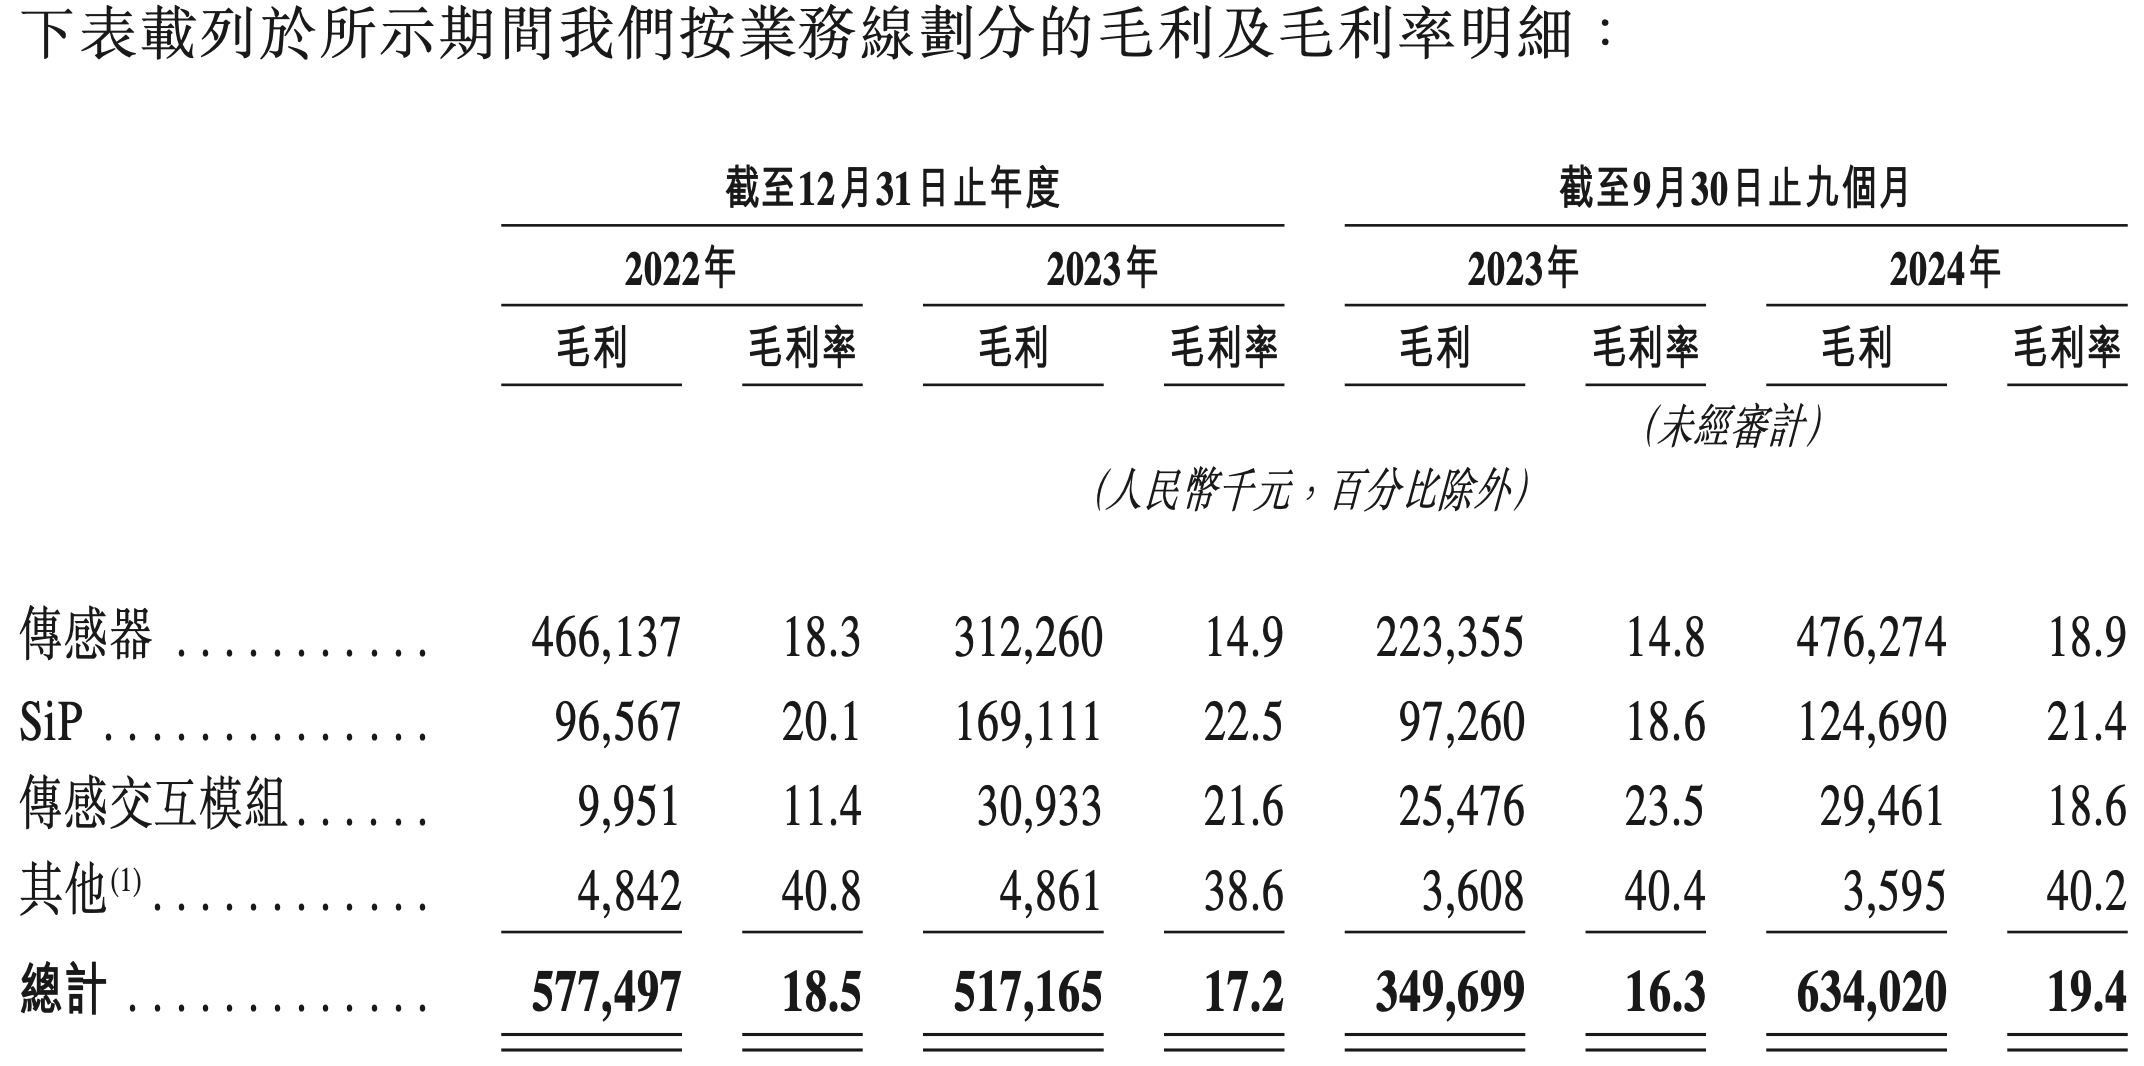 下表載列於所示期間我們按業務線劃分的毛利及毛利率明細：
截至12月31日止年度 截至9月30日止九個月
2022年 2023年 2023年 2024年
毛利 毛利率 毛利 毛利率 毛利 毛利率 毛利 毛利率
(未經審計)
(人民幣千元，百分比除外)
傳感器 ........... 466,137 18.3 312,260 14.9 223,355 14.8 476,274 18.9
SiP .............. 96,567 20.1 169,111 22.5 97,260 18.6 124,690 21.4
傳感交互模組...... 9,951 11.4 30,933 21.6 25,476 23.5 29,461 18.6
其他(1)............ 4,842 40.8 4,861 38.6 3,608 40.4 3,595 40.2
總計 ............. 577,497 18.5 517,165 17.2 349,699 16.3 634,020 19.4